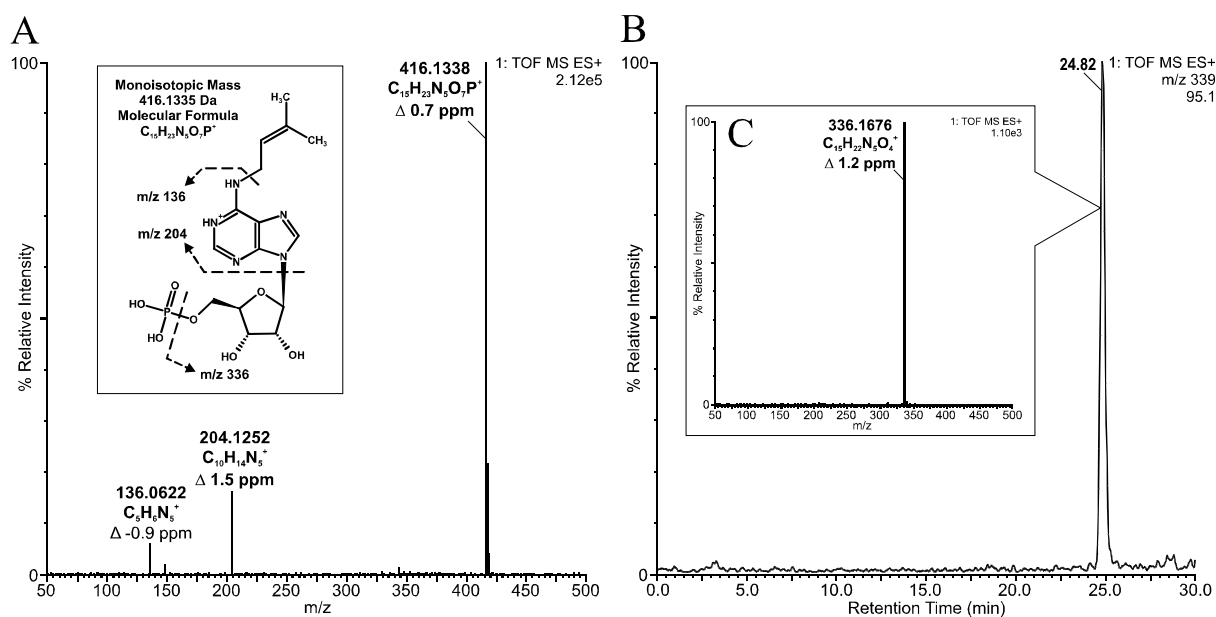 A
100
% Relative Intensity
0
50
100
150
200
250
300
350
400
450
500
m/z
1: TOF MS ES+
2.12e5
416.1338
C₁₅H₂₃N₅O₇P⁺
Δ 0.7 ppm
204.1252
C₁₀H₁₄N₅⁺
Δ 1.5 ppm
136.0622
C₅H₆N₅⁺
Δ -0.9 ppm
Monoisotopic Mass
416.1335 Da
Molecular Formula
C₁₅H₂₃N₅O₇P⁺
H₃C
CH₃
HN
m/z 136
HN⁺
N
N
N
m/z 204
O
O
HO
P
O
HO
HO
OH
m/z 336
B
100
% Relative Intensity
0
0.0
5.0
10.0
15.0
20.0
25.0
30.0
Retention Time (min)
24.82
1: TOF MS ES+
m/z 339
95.1
C
100
% Relative Intensity
0
50
100
150
200
250
300
350
400
450
500
m/z
336.1676
C₁₅H₂₂N₅O₄⁺
Δ 1.2 ppm
1: TOF MS ES+
1.10e3